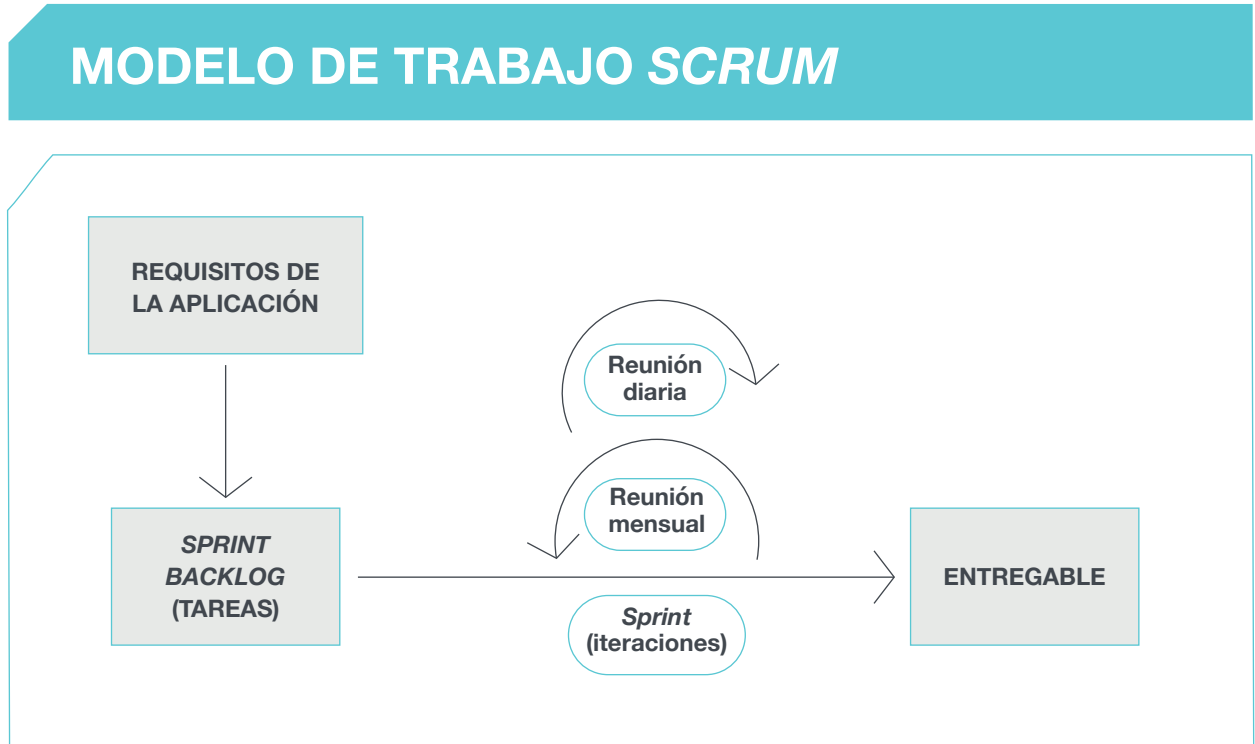 MODELO DE TRABAJO SCRUM
REQUISITOS DE
LA APLICACIÓN
Reunión
diaria
Reunión
mensual
SPRINT
BACKLOG
(TAREAS)
ENTREGABLE
Sprint
(iteraciones)